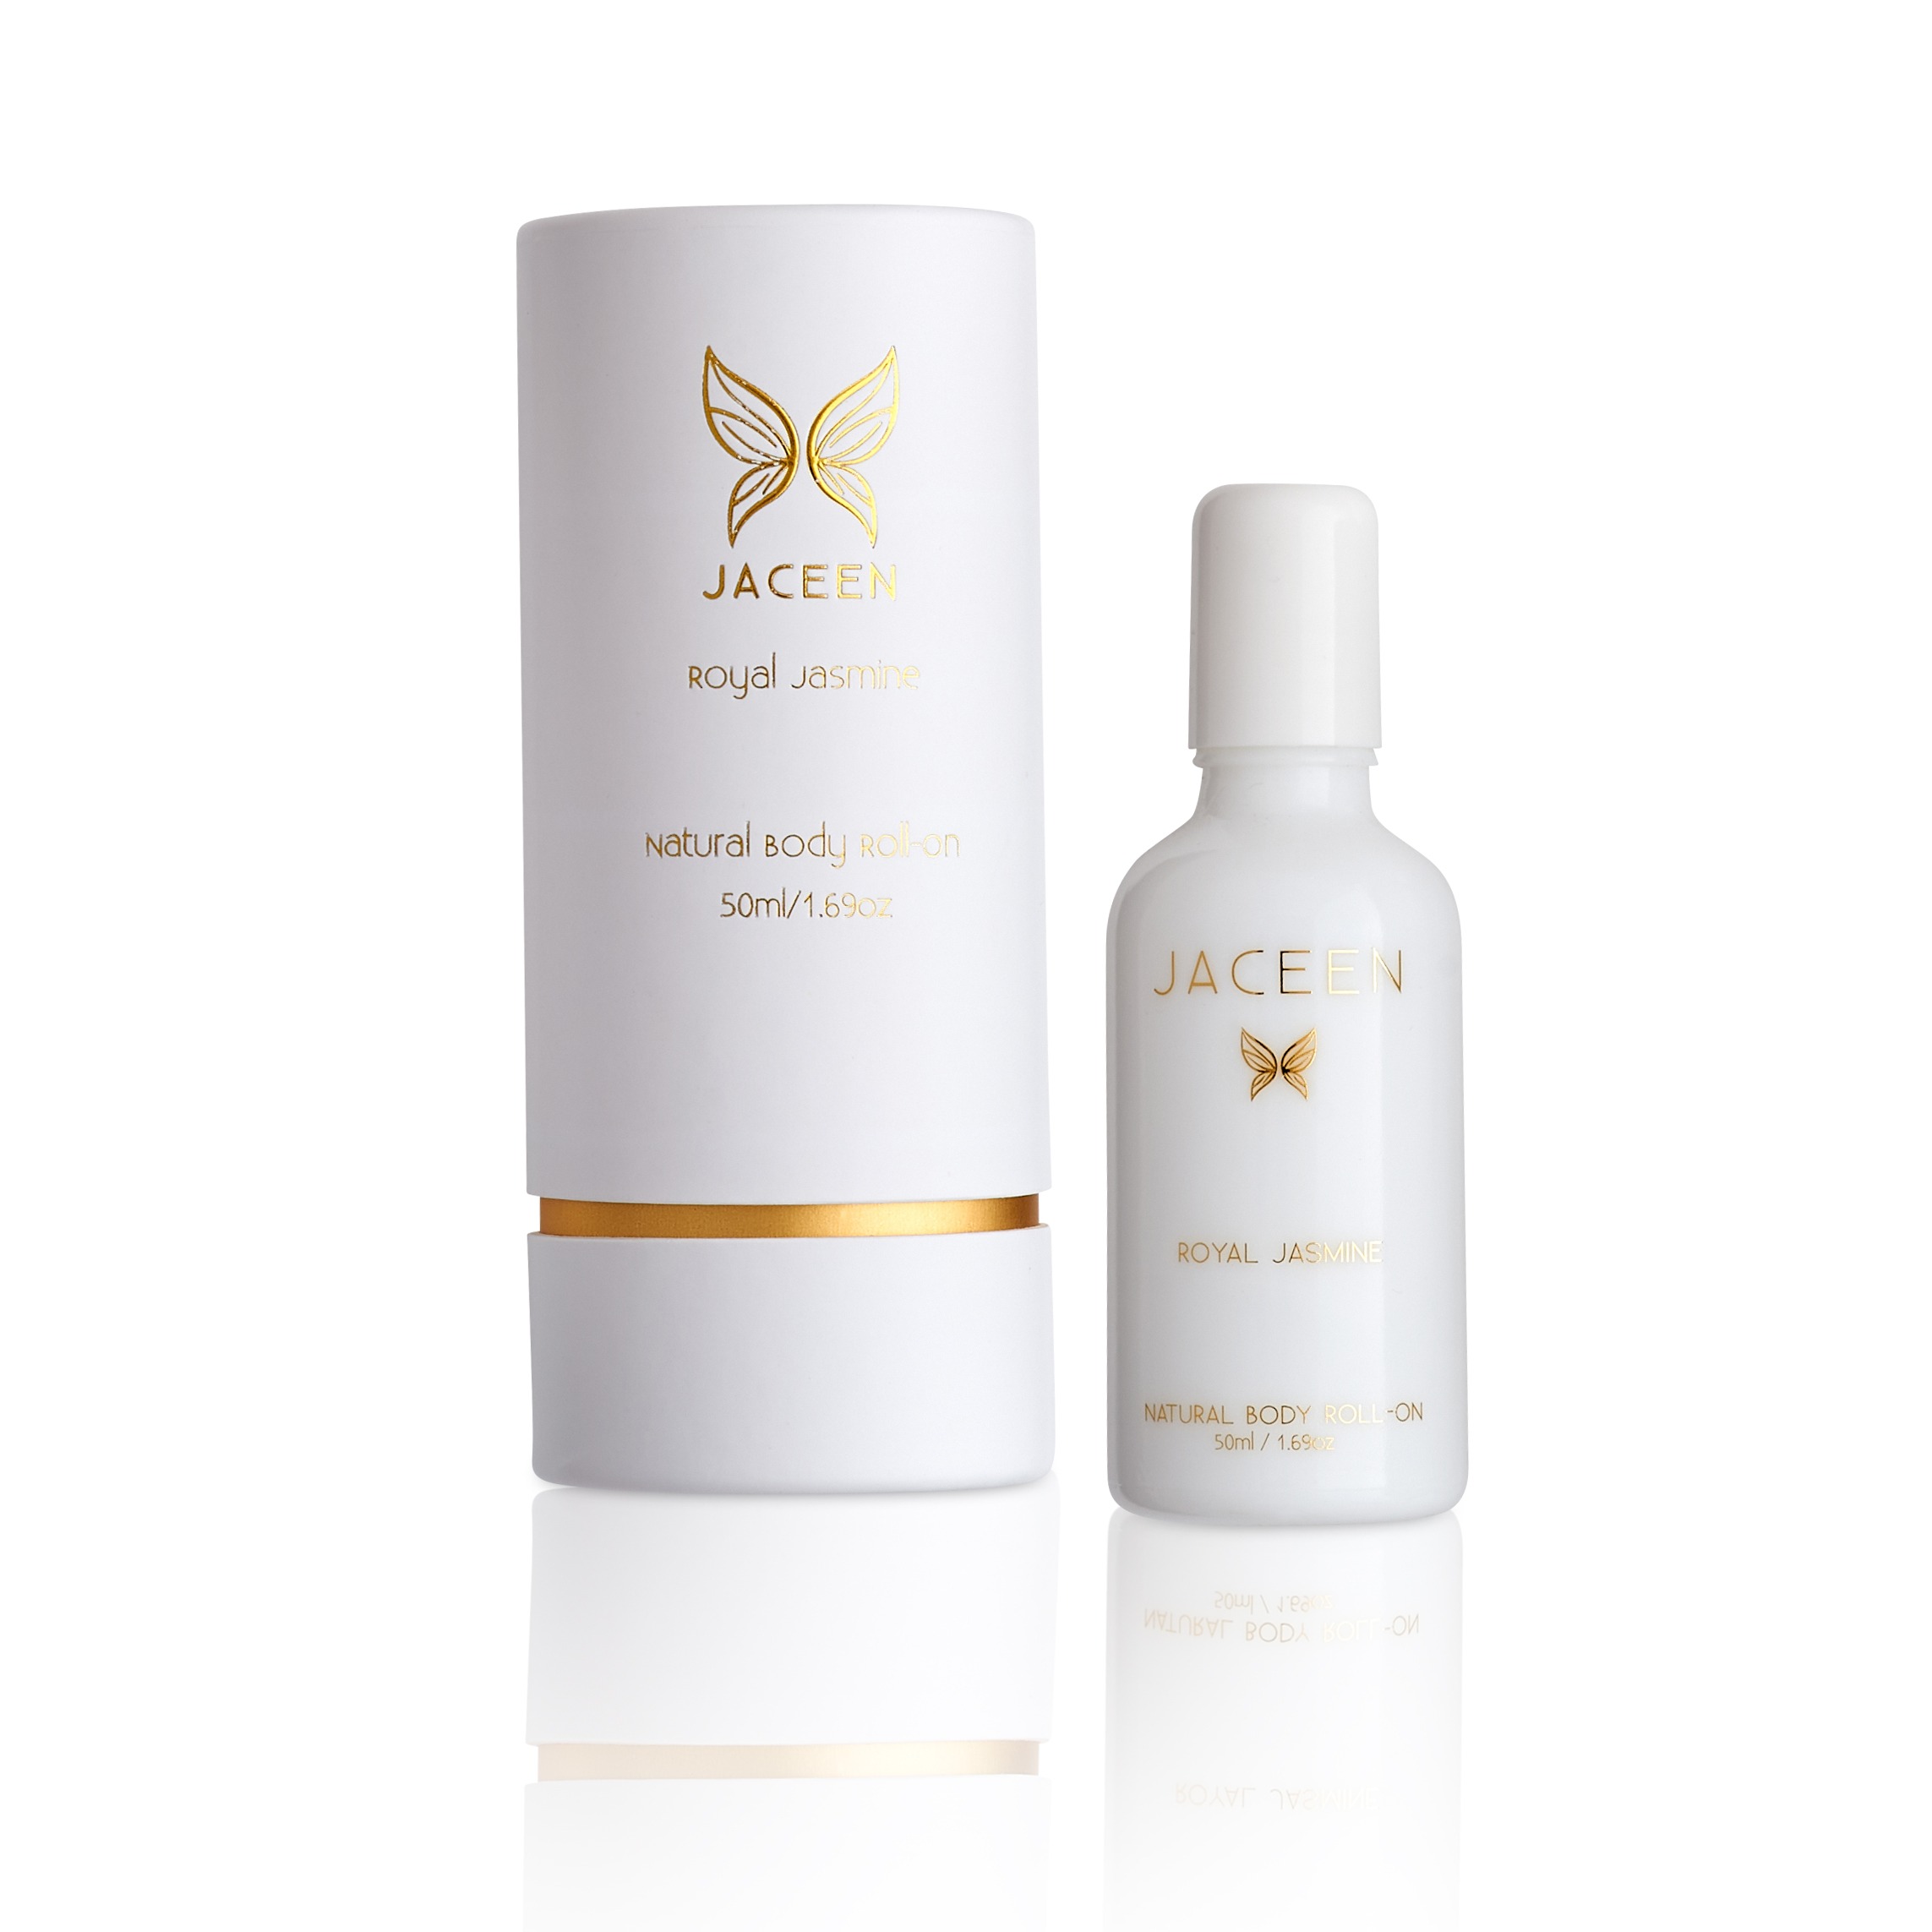 JACEEN
Royal Jasmine
Natural Body Roll-on
50ml/1.69oz
JACEEN
ROYAL JASMINE
NATURAL BODY ROLL-ON
50ml / 1.69oz